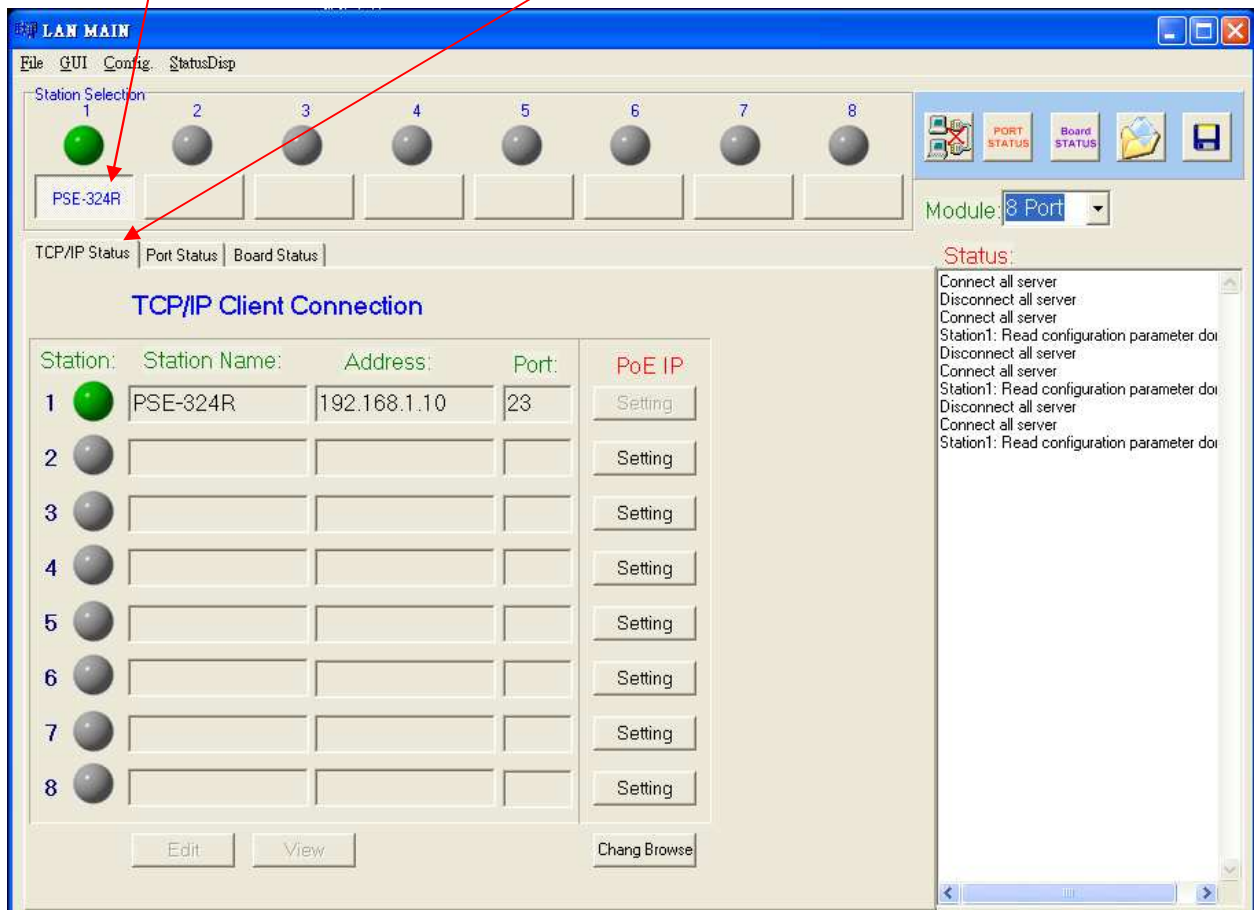 LAN MAIN
File GUI Config. StatusDisp
Station Selection
1 2 3 4 5 6 7 8
PSE-324R
PORT STATUS
Board STATUS
Module: 8 Port
TCP/IP Status Port Status Board Status
Status:
TCP/IP Client Connection
Station: Station Name: Address: Port: PoE IP
1 PSE-324R 192.168.1.10 23 Setting
2 Setting
3 Setting
4 Setting
5 Setting
6 Setting
7 Setting
8 Setting
Edit View Chang Browse
Connect all server
Disconnect all server
Connect all server
Station1: Read configuration parameter doi
Disconnect all server
Connect all server
Station1: Read configuration parameter doi
Disconnect all server
Connect all server
Station1: Read configuration parameter doi